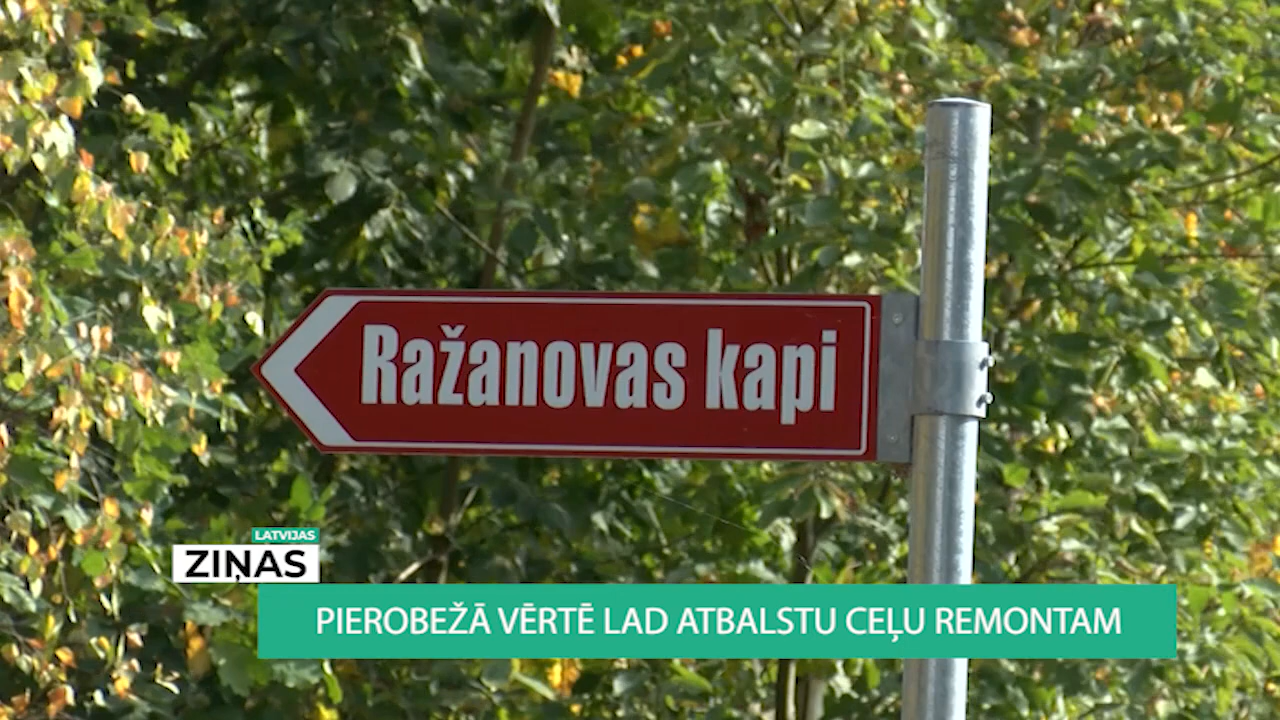 Ražanovas kapi
LATVIJAS
ZIŅAS
PIEROBEŽĀ VĒRTĒ LAD ATBALSTU CEĻU REMONTAM